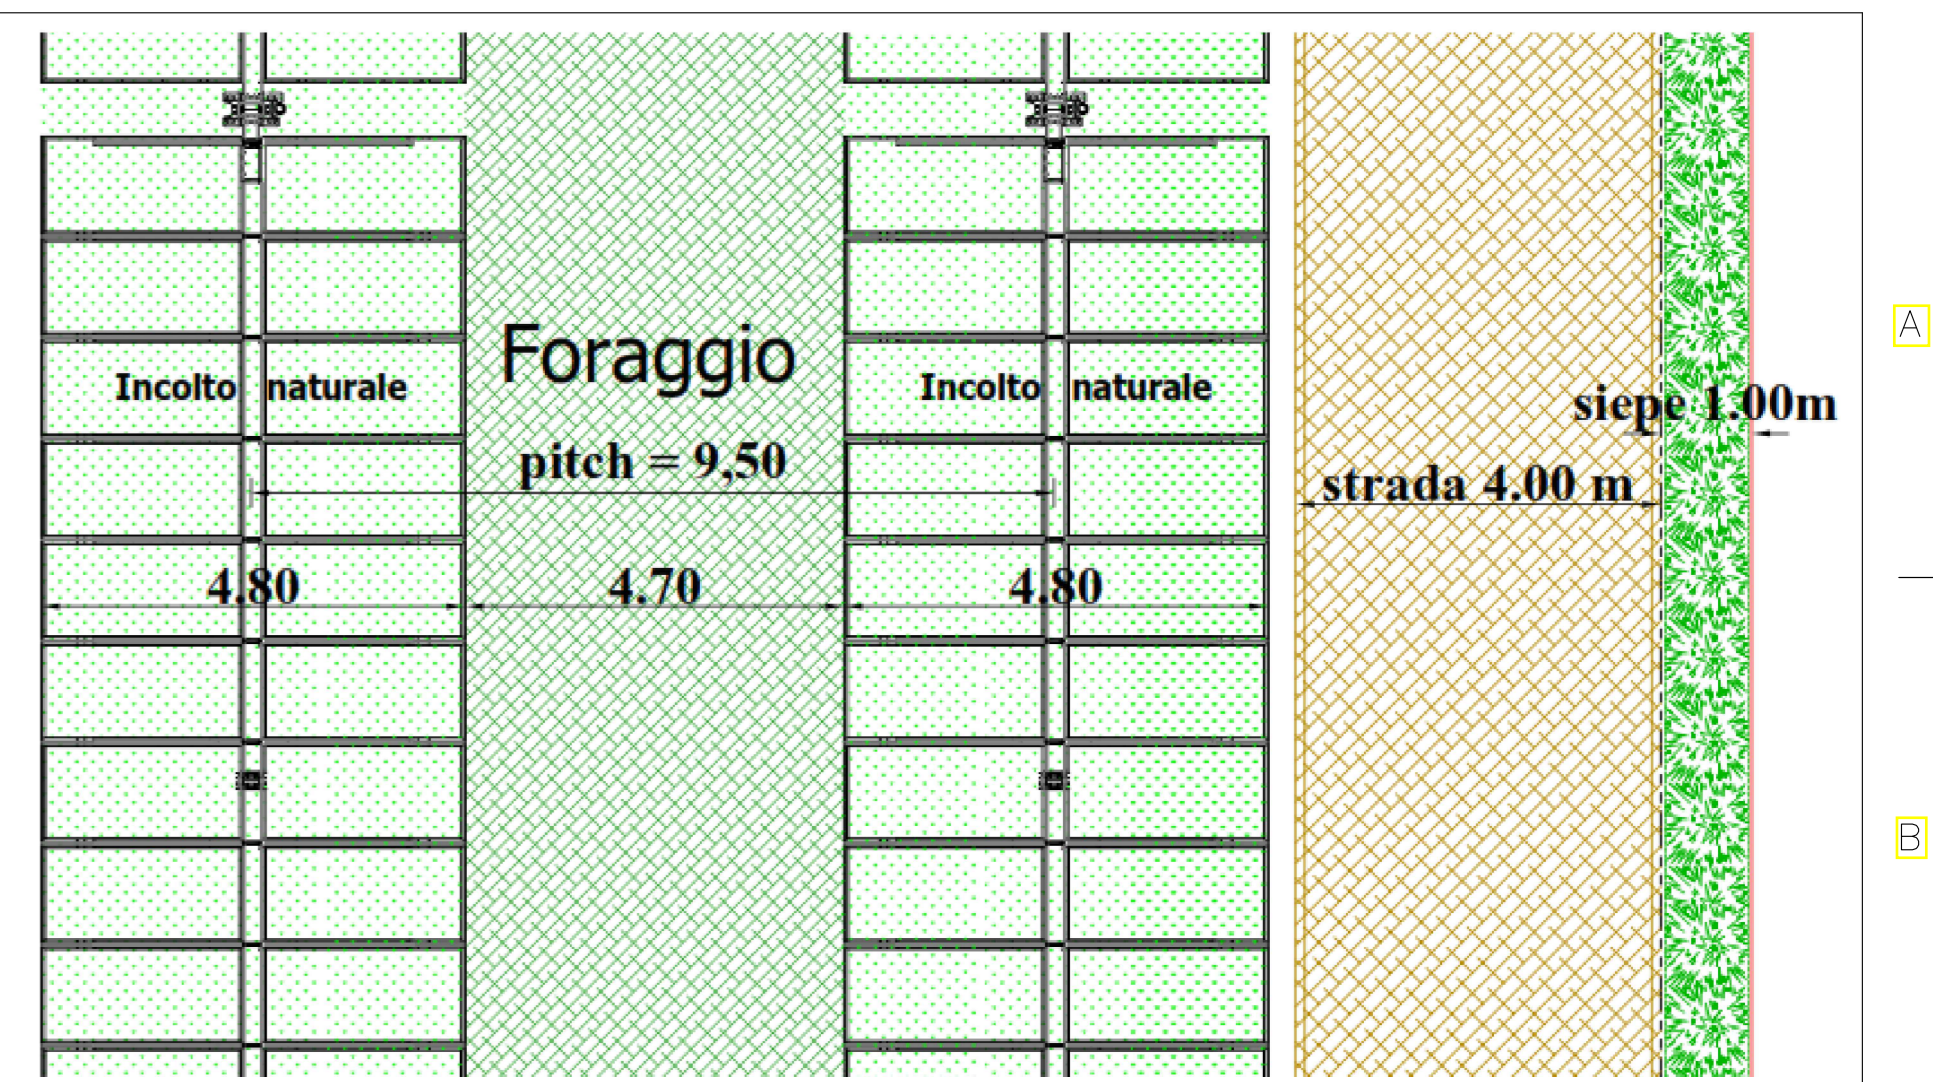 A
Foraggio
Incolto naturale
Incolto naturale
siepe 1.00m
pitch = 9,50
strada 4.00 m
4.80
4.70
4.80
B